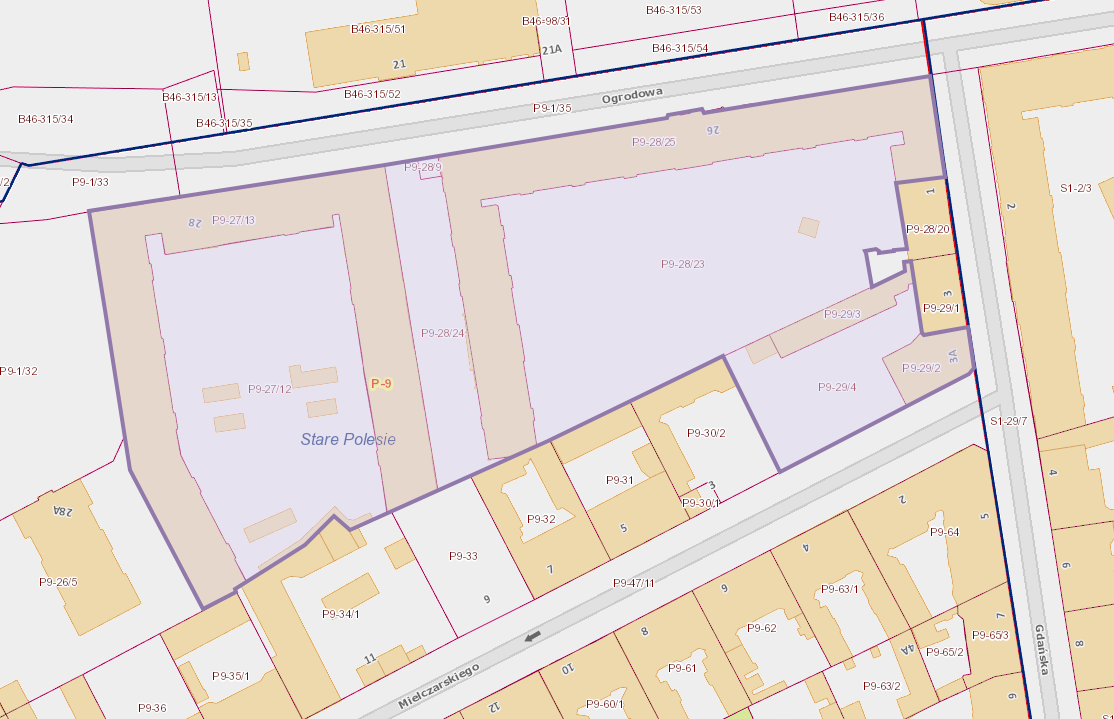 B46-315/53
B46-315/36
B46-98/31
B46-315/51
21A
B46-315/54
21
B46-315/52
B46-315/13
Ogrodowa
P9-1/35
B46-315/34
B46-315/35
26
P9-28/25
P9-28/9
/2
P9-1/33
S1-2/3
1
2
28
P9-27/13
P9-28/20
P9-28/23
3
P9-29/1
P9-29/3
P9-28/24
3A
P9-29/2
P9-1/32
P-9
P9-27/12
P9-29/4
S1-29/7
Stare Polesie
P9-30/2
4
P9-31
3
P9-30/1
2
28A
P9-32
5
5
P9-64
4
P9-33
7
6
P9-26/5
P9-47/11
6
P9-63/1
9
P9-34/1
7
8
P9-62
P9-65/3
Gdańska
8
4A
P9-65/2
11
10
P9-61
P9-35/1
Mielczarskiego
P9-63/2
9
P9-36
12
P9-60/1
S1